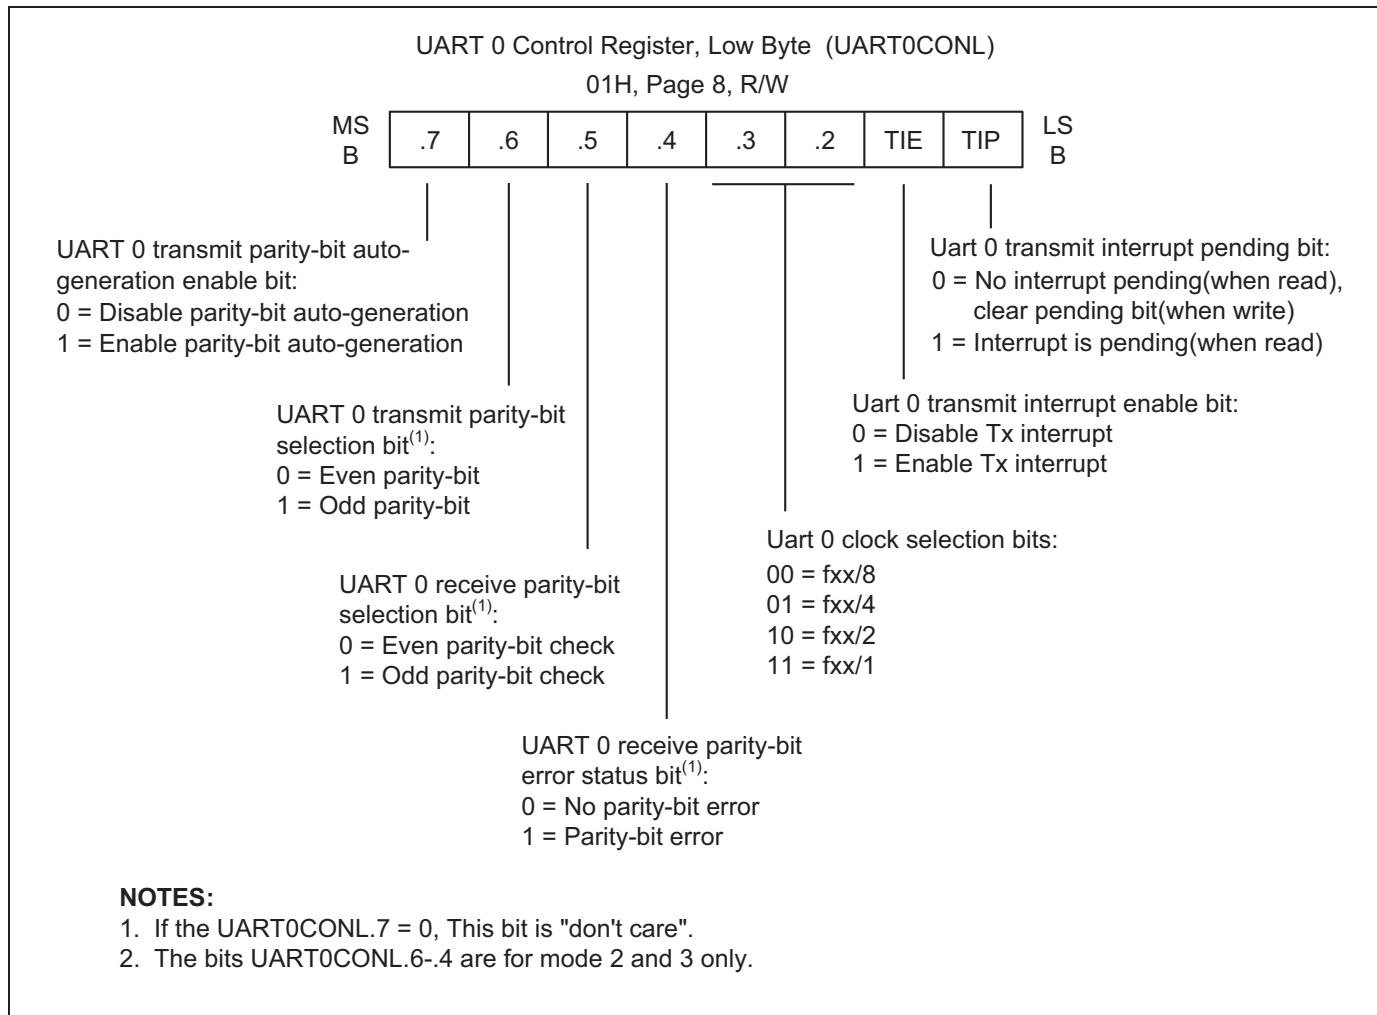 UART 0 Control Register, Low Byte (UART0CONL)
01H, Page 8, R/W
MS
B
.7 .6 .5 .4 .3 .2 TIE TIP
LS
B
UART 0 transmit parity-bit auto-
generation enable bit:
0 = Disable parity-bit auto-generation
1 = Enable parity-bit auto-generation
Uart 0 transmit interrupt pending bit:
0 = No interrupt pending(when read),
clear pending bit(when write)
1 = Interrupt is pending(when read)
UART 0 transmit parity-bit
selection bit(1):
0 = Even parity-bit
1 = Odd parity-bit
Uart 0 transmit interrupt enable bit:
0 = Disable Tx interrupt
1 = Enable Tx interrupt
UART 0 receive parity-bit
selection bit(1):
0 = Even parity-bit check
1 = Odd parity-bit check
Uart 0 clock selection bits:
00 = fxx/8
01 = fxx/4
10 = fxx/2
11 = fxx/1
UART 0 receive parity-bit
error status bit(1):
0 = No parity-bit error
1 = Parity-bit error
NOTES:
1. If the UART0CONL.7 = 0, This bit is "don't care".
2. The bits UART0CONL.6-.4 are for mode 2 and 3 only.